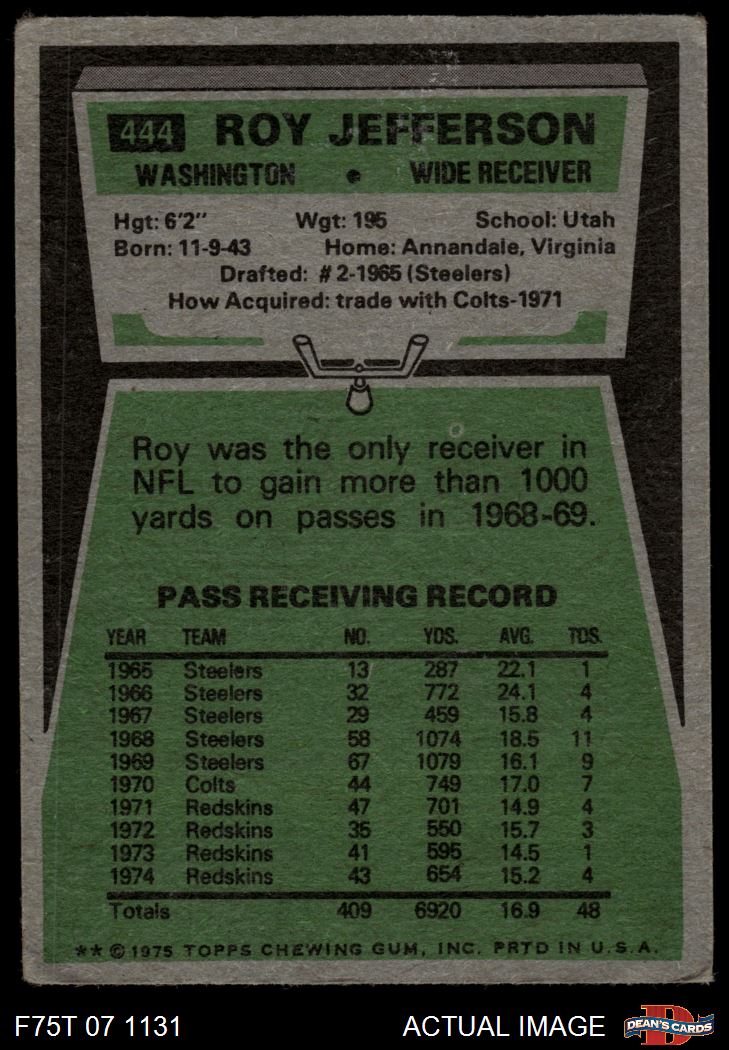 444 ROY JEFFERSON
WASHINGTON • WIDE RECEIVER
Hgt: 6'2" Wgt: 195 School: Utah
Born: 11-9-43 Home: Annandale, Virginia
Drafted: #2-1965 (Steelers)
How Acquired: trade with Colts-1971
Roy was the only receiver in
NFL to gain more than 1000
yards on passes in 1968-69.
PASS RECEIVING RECORD
YEAR TEAM NO. YDS. AVG. TDS.
1965 Steelers 13 287 22.1 1
1966 Steelers 32 772 24.1 4
1967 Steelers 29 459 15.8 4
1968 Steelers 58 1074 18.5 11
1969 Steelers 67 1079 16.1 9
1970 Colts 44 749 17.0 7
1971 Redskins 47 701 14.9 4
1972 Redskins 35 550 15.7 3
1973 Redskins 41 595 14.5 1
1974 Redskins 43 654 15.2 4
Totals 409 6920 16.9 48
** © 1975 TOPPS CHEWING GUM, INC. PRTD IN U.S.A.
F75T 07 1131 ACTUAL IMAGE D DEAN'S CARDS